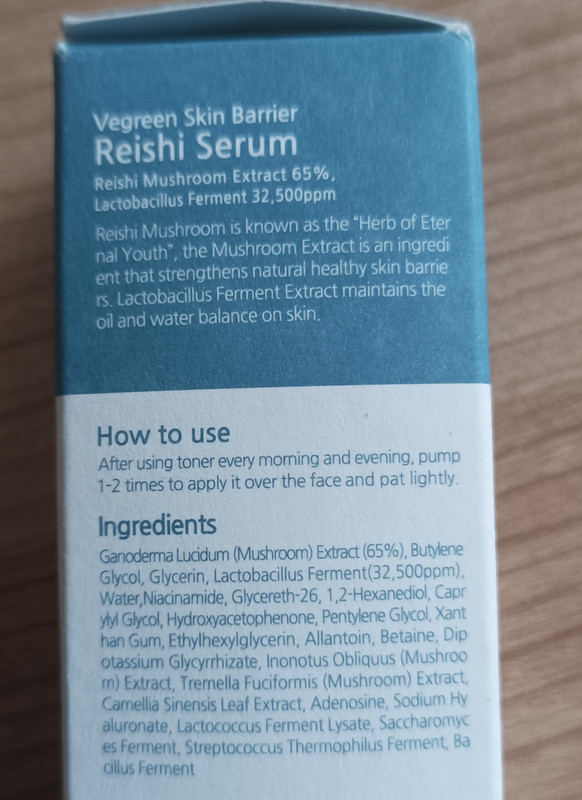 Vegreen Skin Barrier
Reishi Serum
Reishi Mushroom Extract 65%,
Lactobacillus Ferment 32,500ppm
Reishi Mushroom is known as the "Herb of Eter
nal Youth", the Mushroom Extract is an ingredi
ent that strengthens natural healthy skin barrie
rs. Lactobacillus Ferment Extract maintains the
oil and water balance on skin.
How to use
After using toner every morning and evening, pump
1-2 times to apply it over the face and pat lightly.
Ingredients
Ganoderma Lucidum (Mushroom) Extract (65%), Butylene
Glycol, Glycerin, Lactobacillus Ferment(32,500ppm),
Water,Niacinamide, Glycereth-26, 1,2-Hexanediol, Capr
ylyl Glycol, Hydroxyacetophenone, Pentylene Glycol, Xant
han Gum, Ethylhexylglycerin, Allantoin, Betaine, Dip
otassium Glycyrrhizate, Inonotus Obliquus (Mushroo
m) Extract, Tremella Fuciformis (Mushroom) Extract,
Camellia Sinensis Leaf Extract, Adenosine, Sodium Hy
aluronate, Lactococcus Ferment Lysate, Saccharomyc
es Ferment, Streptococcus Thermophilus Ferment, Ba
cillus Ferment